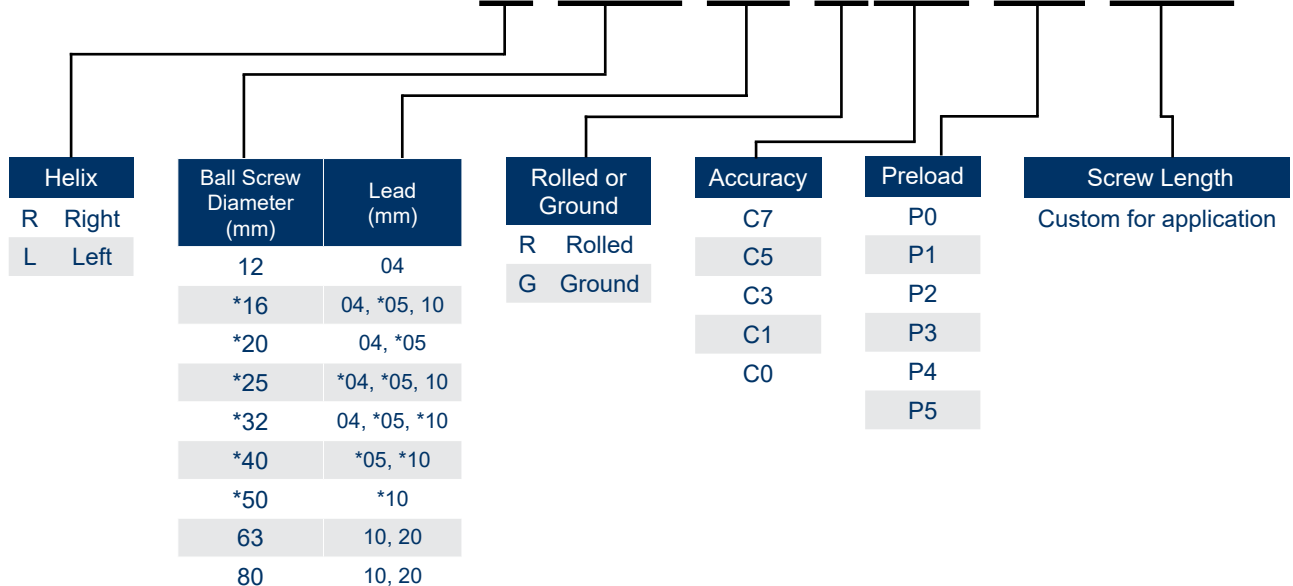 Helix
R Right
L Left
Ball Screw
Diameter
(mm)
Lead
(mm)
12 04
*16 04, *05, 10
*20 04, *05
*25 *04, *05, 10
*32 04, *05, *10
*40 *05, *10
*50 *10
63 10, 20
80 10, 20
Rolled or
Ground
R Rolled
G Ground
Accuracy
C7
C5
C3
C1
C0
Preload
P0
P1
P2
P3
P4
P5
Screw Length
Custom for application